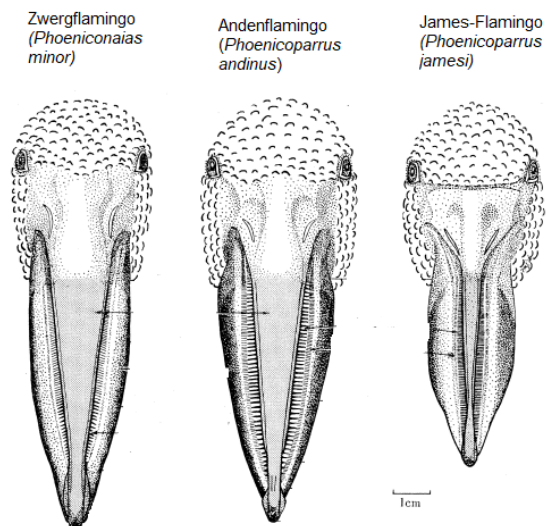 Zwergflamingo
(Phoeniconaias
minor)
Andenflamingo
(Phoenicoparrus
andinus)
James-Flamingo
(Phoenicoparrus
jamesi)
1cm